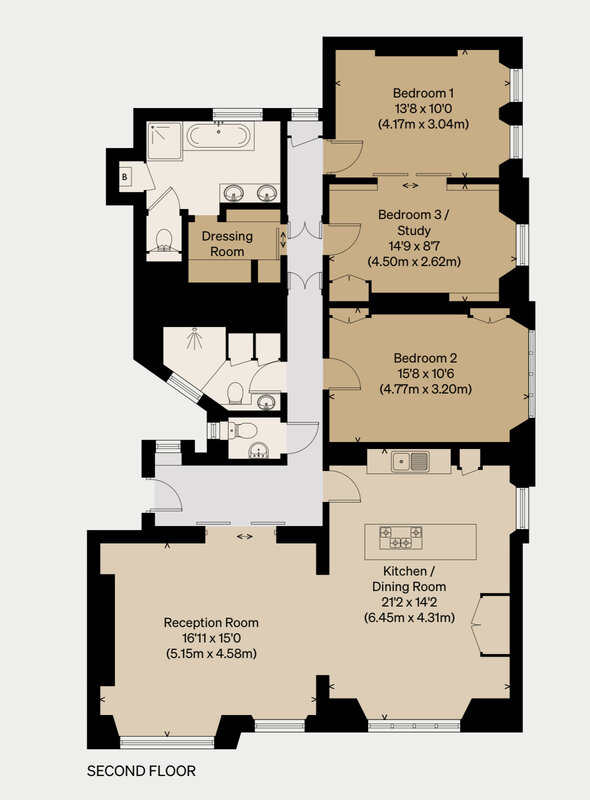 Bedroom 1
13'8 x 10'0
(4.17m x 3.04m)
B
Bedroom 3 /
Study
14'9 x 8'7
(4.50m x 2.62m)
Dressing
Room
Bedroom 2
15'8 x 10'6
(4.77m x 3.20m)
Kitchen /
Dining Room
21'2 x 14'2
(6.45m x 4.31m)
Reception Room
16'11 x 15'0
(5.15m x 4.58m)
SECOND FLOOR